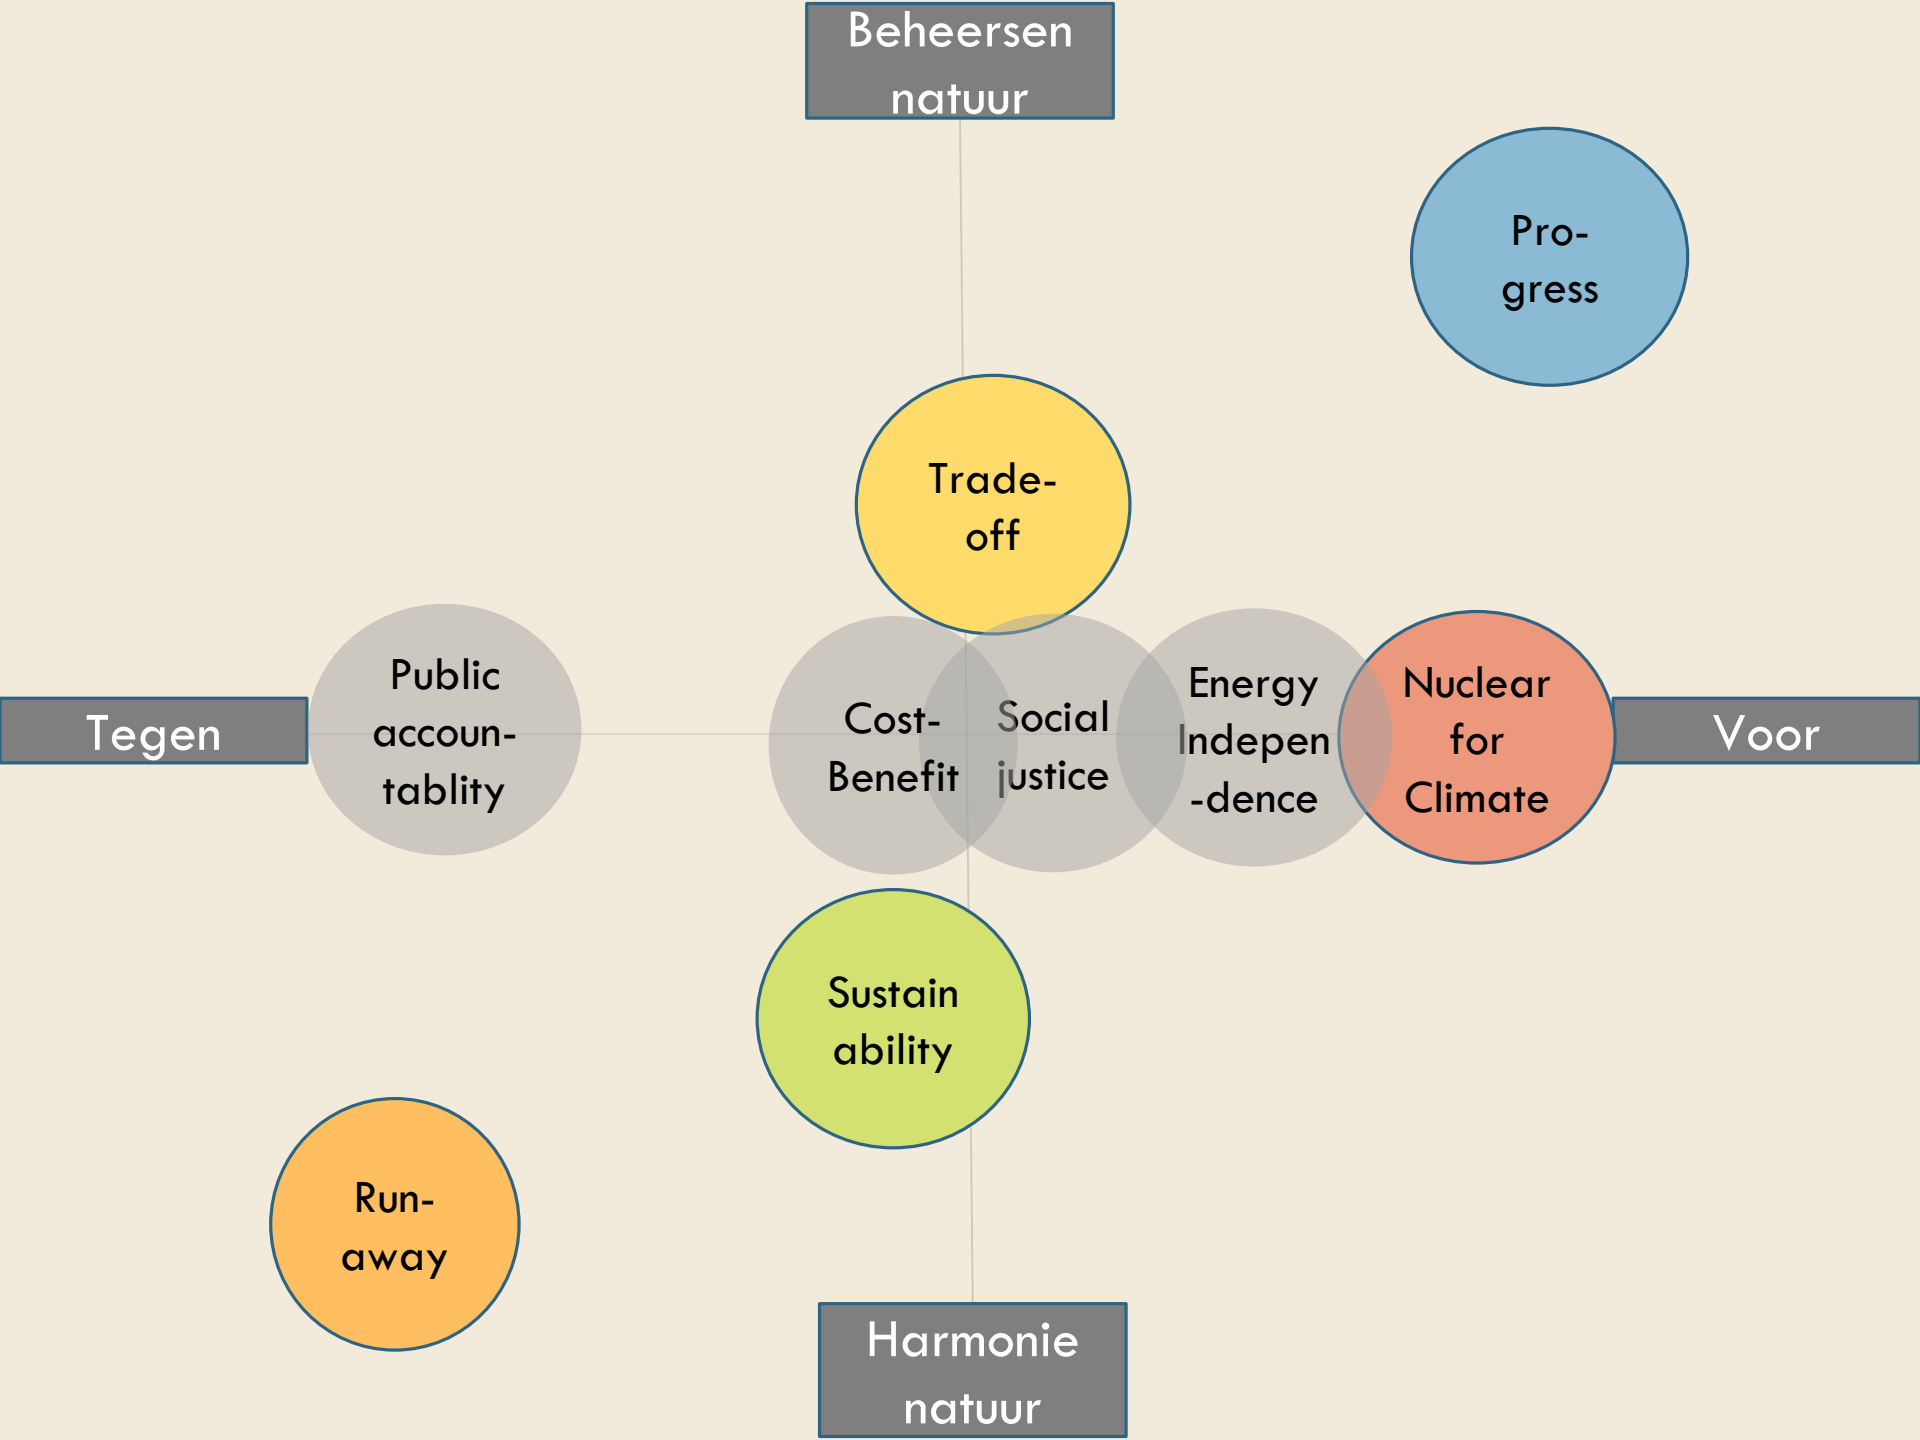 Beheersen
natuur
Pro-
gress
Trade-
off
Tegen
Public
accoun-
tablity
Cost-
Benefit
Social
justice
Energy
Indepen
-dence
Nuclear
for
Climate
Voor
Sustain
ability
Run-
away
Harmonie
natuur